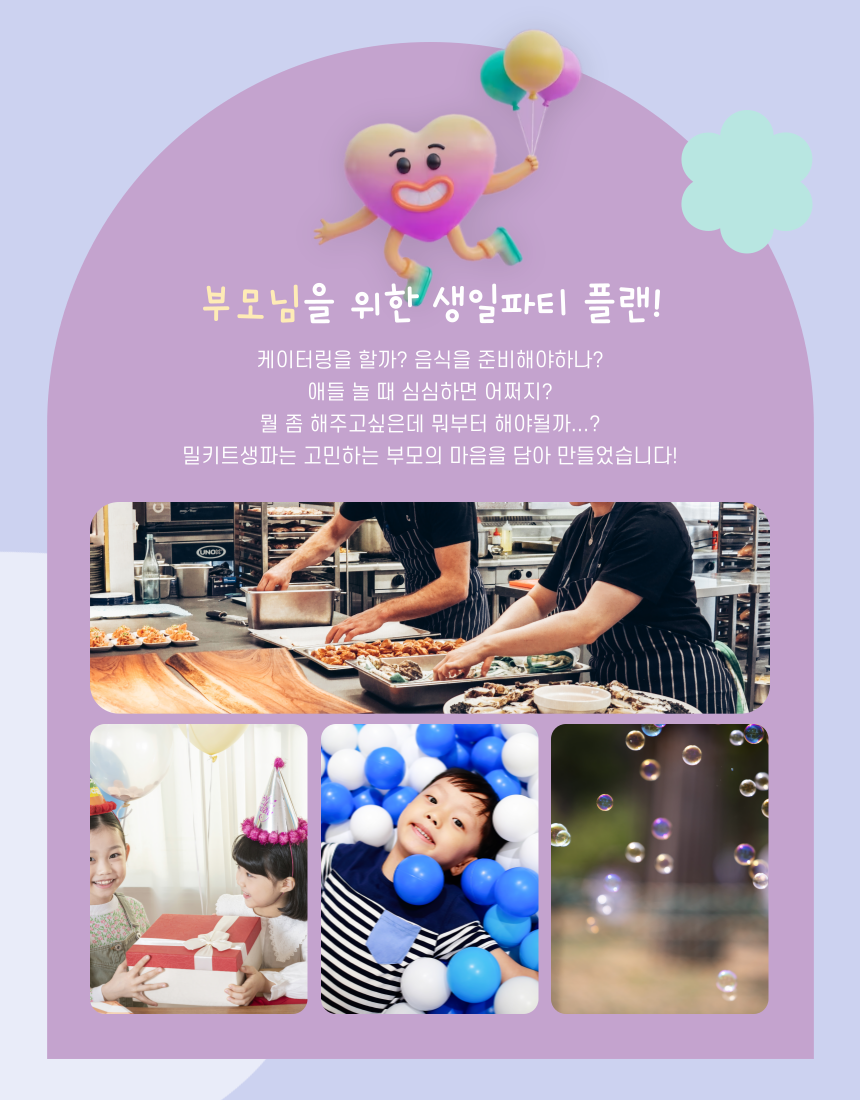 부모님을 위한 생일파티 플랜!
케이터링을 할까? 음식을 준비해야하나?
애들 놀 때 심심하면 어쩌지?
뭘 좀 해주고싶은데 뭐부터 해야될까...?
밀키트생파는 고민하는 부모의 마음을 담아 만들었습니다!
UNOX